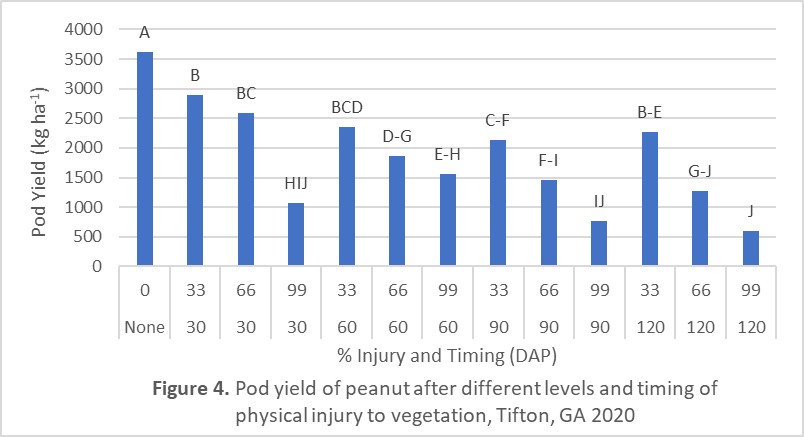 4000
3500
3000
2500
2000
1500
1000
500
0
Pod Yield (kg ha-1)
A
B
BC
HIJ
BCD
D-G
E-H
C-F
F-I
IJ
B-E
G-J
J
0 33 66 99 33 66 99 33 66 99 33 66 99
None 30 30 30 60 60 60 90 90 90 120 120 120
% Injury and Timing (DAP)
Figure 4. Pod yield of peanut after different levels and timing of
physical injury to vegetation, Tifton, GA 2020